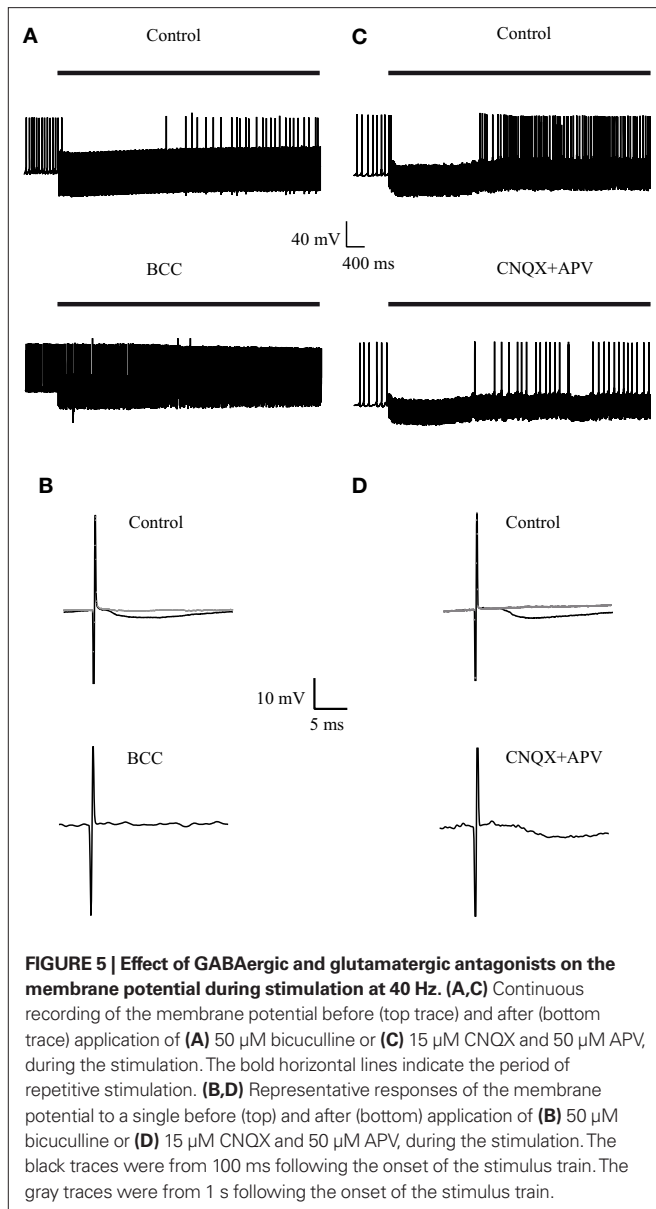 A
Control
C
Control
40 mV
400 ms
BCC
CNQX+APV
B
Control
D
Control
10 mV
5 ms
BCC
CNQX+APV
FIGURE 5 | Effect of GABAergic and glutamatergic antagonists on the
membrane potential during stimulation at 40 Hz. (A,C) Continuous
recording of the membrane potential before (top trace) and after (bottom
trace) application of (A) 50 µM bicuculline or (C) 15 µM CNQX and 50 µM APV,
during the stimulation. The bold horizontal lines indicate the period of
repetitive stimulation. (B,D) Representative responses of the membrane
potential to a single before (top) and after (bottom) application of (B) 50 µM
bicuculline or (D) 15 µM CNQX and 50 µM APV, during the stimulation. The
black traces were from 100 ms following the onset of the stimulus train. The
gray traces were from 1 s following the onset of the stimulus train.